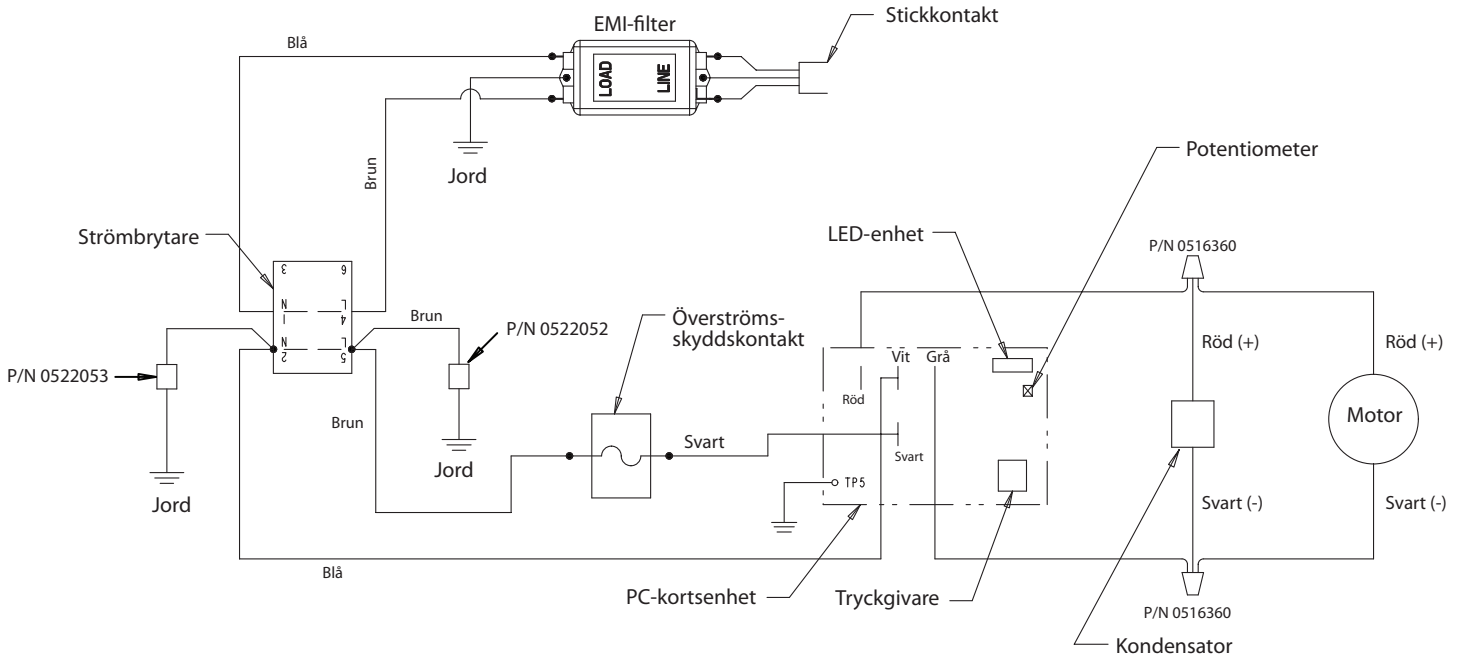 Stickkontakt
EMI-filter
Blå
LOAD
LINE
Brun
Jord
Potentiometer
Strömbrytare
LED-enhet
P/N 0516360
3 6
N L
1 4
N L
2 5
Brun
P/N 0522052
Överströms-
skyddskontakt
P/N 0522053
Röd (+)
Röd (+)
Vit
Grå
Röd
Motor
Brun
Svart
Svart
Jord
Jord
TP5
Svart (-)
Svart (-)
Blå
PC-kortsenhet
Tryckgivare
P/N 0516360
Kondensator